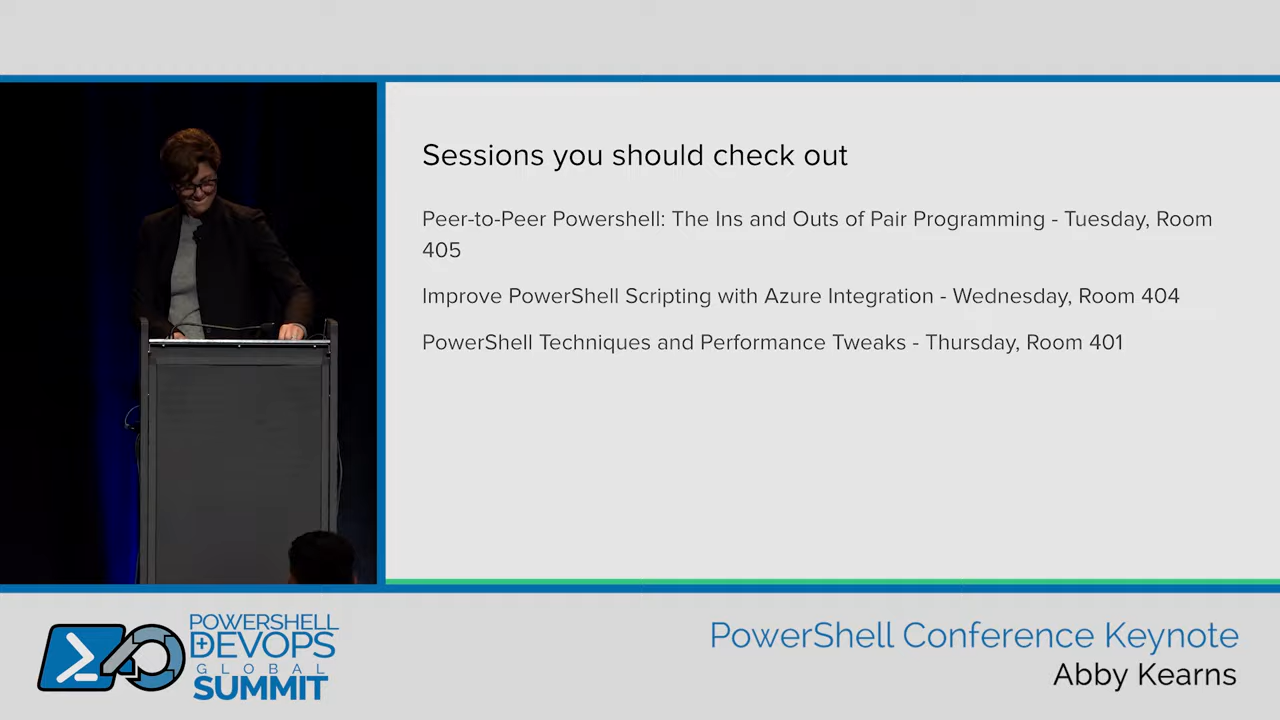 Sessions you should check out
Peer-to-Peer Powershell: The Ins and Outs of Pair Programming - Tuesday, Room
405
Improve PowerShell Scripting with Azure Integration - Wednesday, Room 404
PowerShell Techniques and Performance Tweaks - Thursday, Room 401
POWERSHELL
+DEVOPS
GLOBAL
SUMMIT
PowerShell Conference Keynote
Abby Kearns